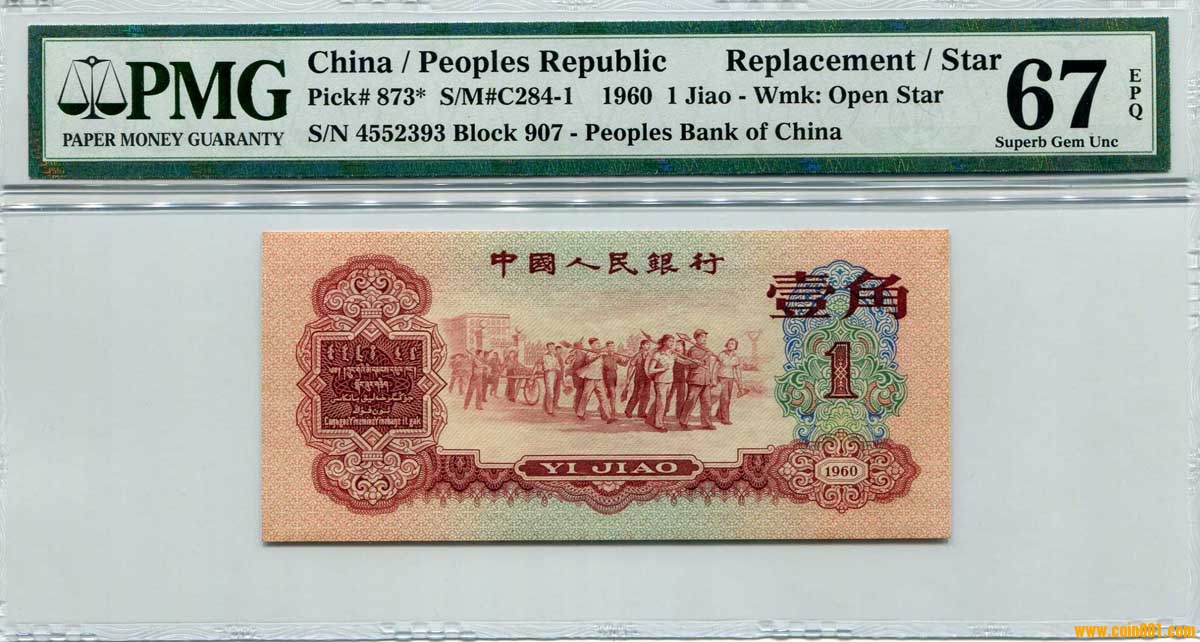 PMG
PAPER MONEY GUARANTY
China / Peoples Republic Replacement / Star
Pick# 873* S/M#C284-1 1960 1 Jiao - Wmk: Open Star
S/N 4552393 Block 907 - Peoples Bank of China
67
EPQ
Superb Gem Unc
中國人民銀行
壹角
1
YI JIAO
1960
www.coin001.com